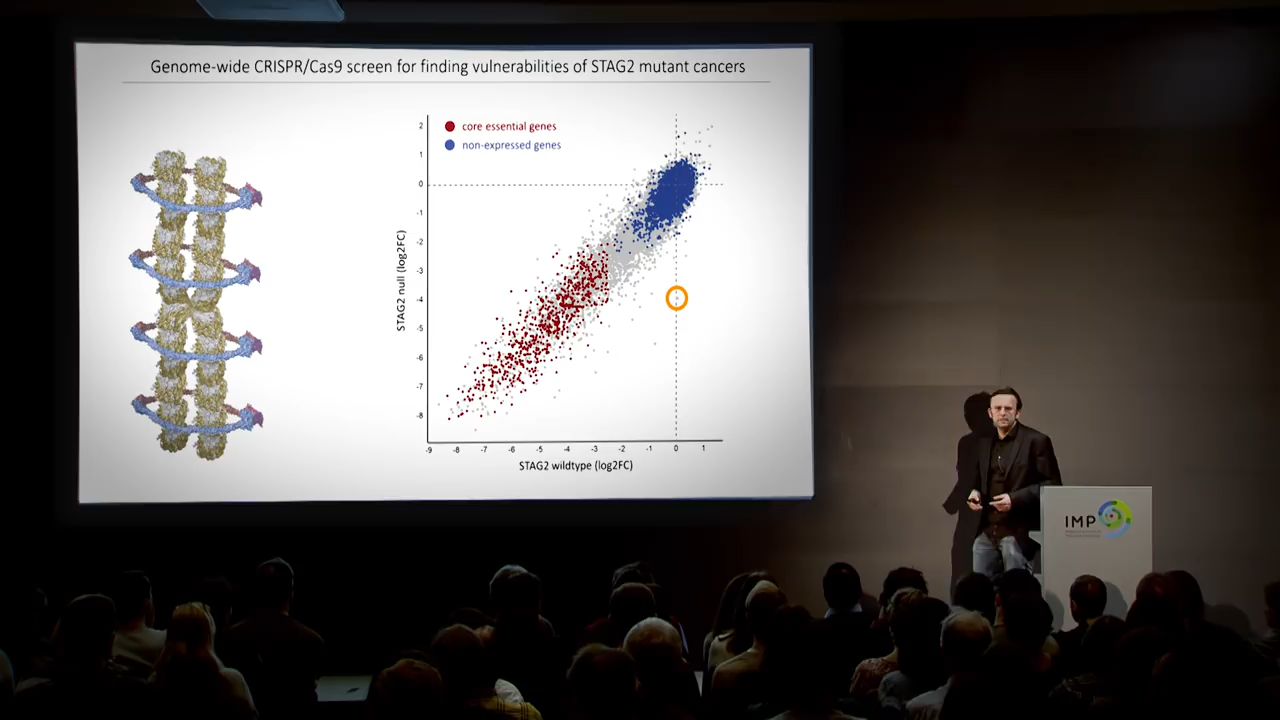 Genome-wide CRISPR/Cas9 screen for finding vulnerabilities of STAG2 mutant cancers
core essential genes
non-expressed genes
2
1
0
-1
-2
-3
-4
-5
-6
-7
-8
STAG2 null (log2FC)
-9 -8 -7 -6 -5 -4 -3 -2 -1 0 1
STAG2 wildtype (log2FC)
IMP